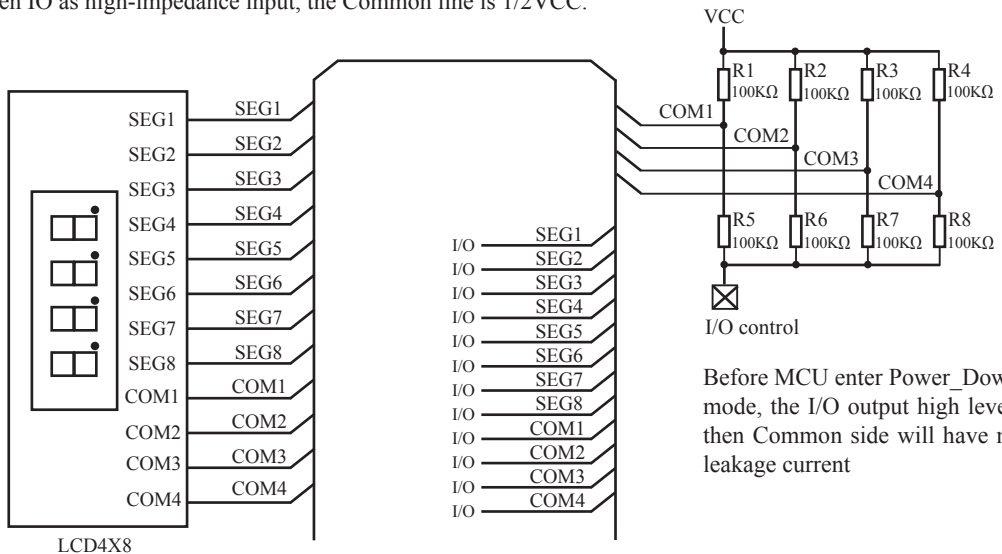 IO as high-impedance input, the Common line is 1/2VCC.
VCC
R1
100KΩ
R2
100KΩ
R3
100KΩ
R4
100KΩ
COM1
COM2
COM3
COM4
R5
100KΩ
R6
100KΩ
R7
100KΩ
R8
100KΩ
I/O control
Before MCU enter
mode, the I/O output high
then Common side will have
leakage current
SEG1
SEG2
SEG3
SEG4
SEG5
SEG6
SEG7
SEG8
COM1
COM2
COM3
COM4
LCD4X8
SEG1
SEG2
SEG3
SEG4
SEG5
SEG6
SEG7
SEG8
COM1
COM2
COM3
COM4
I/O SEG1
I/O SEG2
I/O SEG3
I/O SEG4
I/O SEG5
I/O SEG6
I/O SEG7
I/O SEG8
I/O COM1
I/O COM2
I/O COM3
I/O COM4